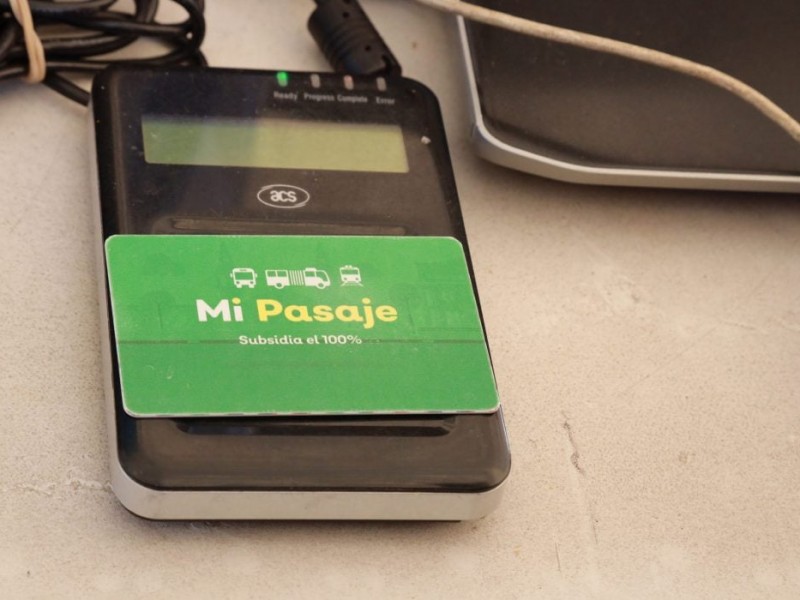 Ready Progress Complete Error
acs
Mi Pasaje
Subsidia el 100%